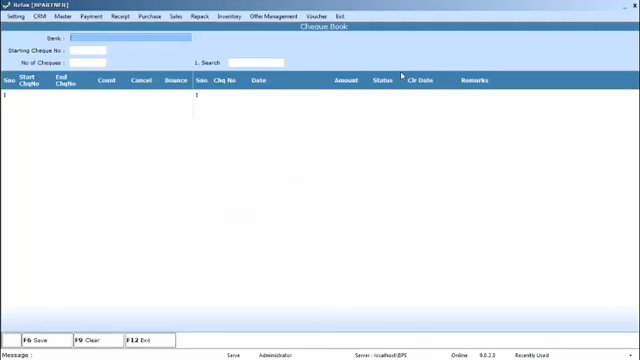 Relax [BPARTNER]
Setting CRM Master Payment Receipt Purchase Sales Repack Inventory Offer Management Voucher Exit
Cheque Book
Bank :
Starting Cheque No :
No of Cheques :
1. Search
Sno Start ChqNo End ChqNo Count Cancel Bounce Sno Chq No Date Amount Status Clr Date Remarks
1 1
F6 Save F9 Clear F12 Exit
Message : Serve Administrator Server : localhost\BPS Online 9.0.2.3 Recently Used